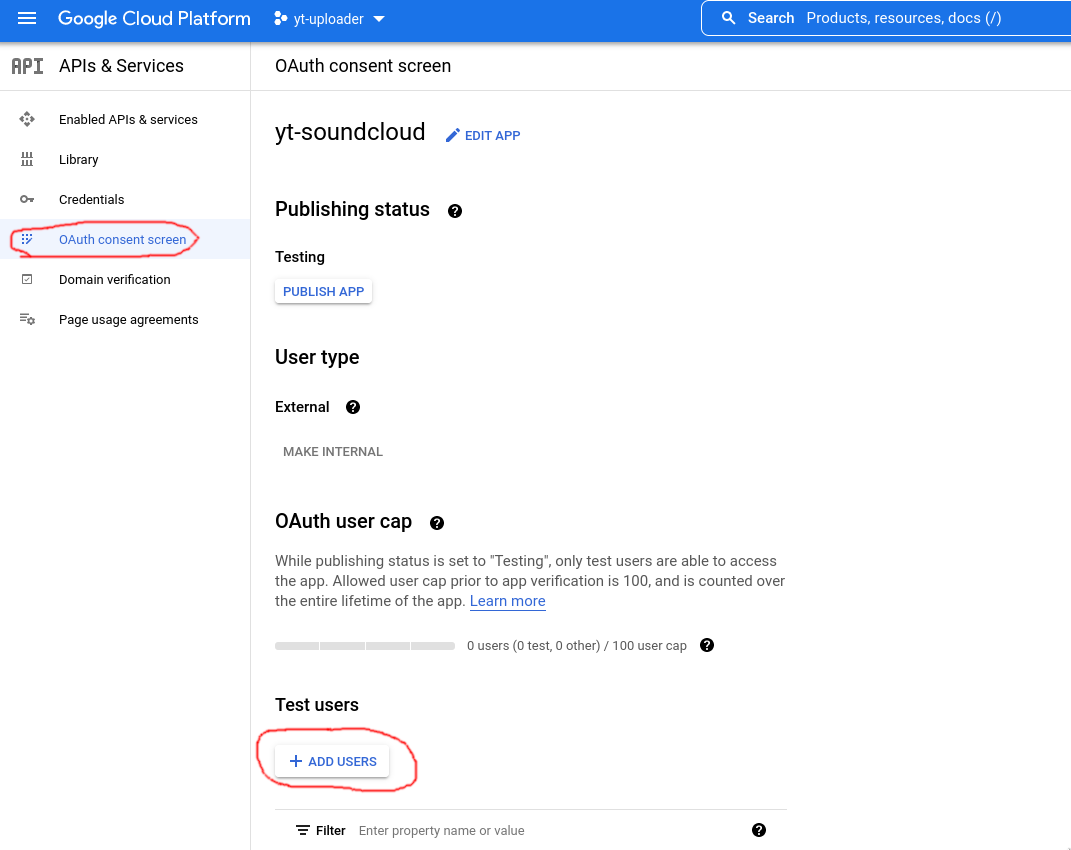 Google Cloud Platform yt-uploader Search Products, resources, docs (/)
API APIs & Services
OAuth consent screen
Enabled APIs & services
Library
Credentials
OAuth consent screen
Domain verification
Page usage agreements
yt-soundcloud EDIT APP
Publishing status
Testing
PUBLISH APP
User type
External
MAKE INTERNAL
OAuth user cap
While publishing status is set to "Testing", only test users are able to access
the app. Allowed user cap prior to app verification is 100, and is counted over
the entire lifetime of the app. Learn more
0 users (0 test, 0 other) / 100 user cap
Test users
+ ADD USERS
Filter Enter property name or value